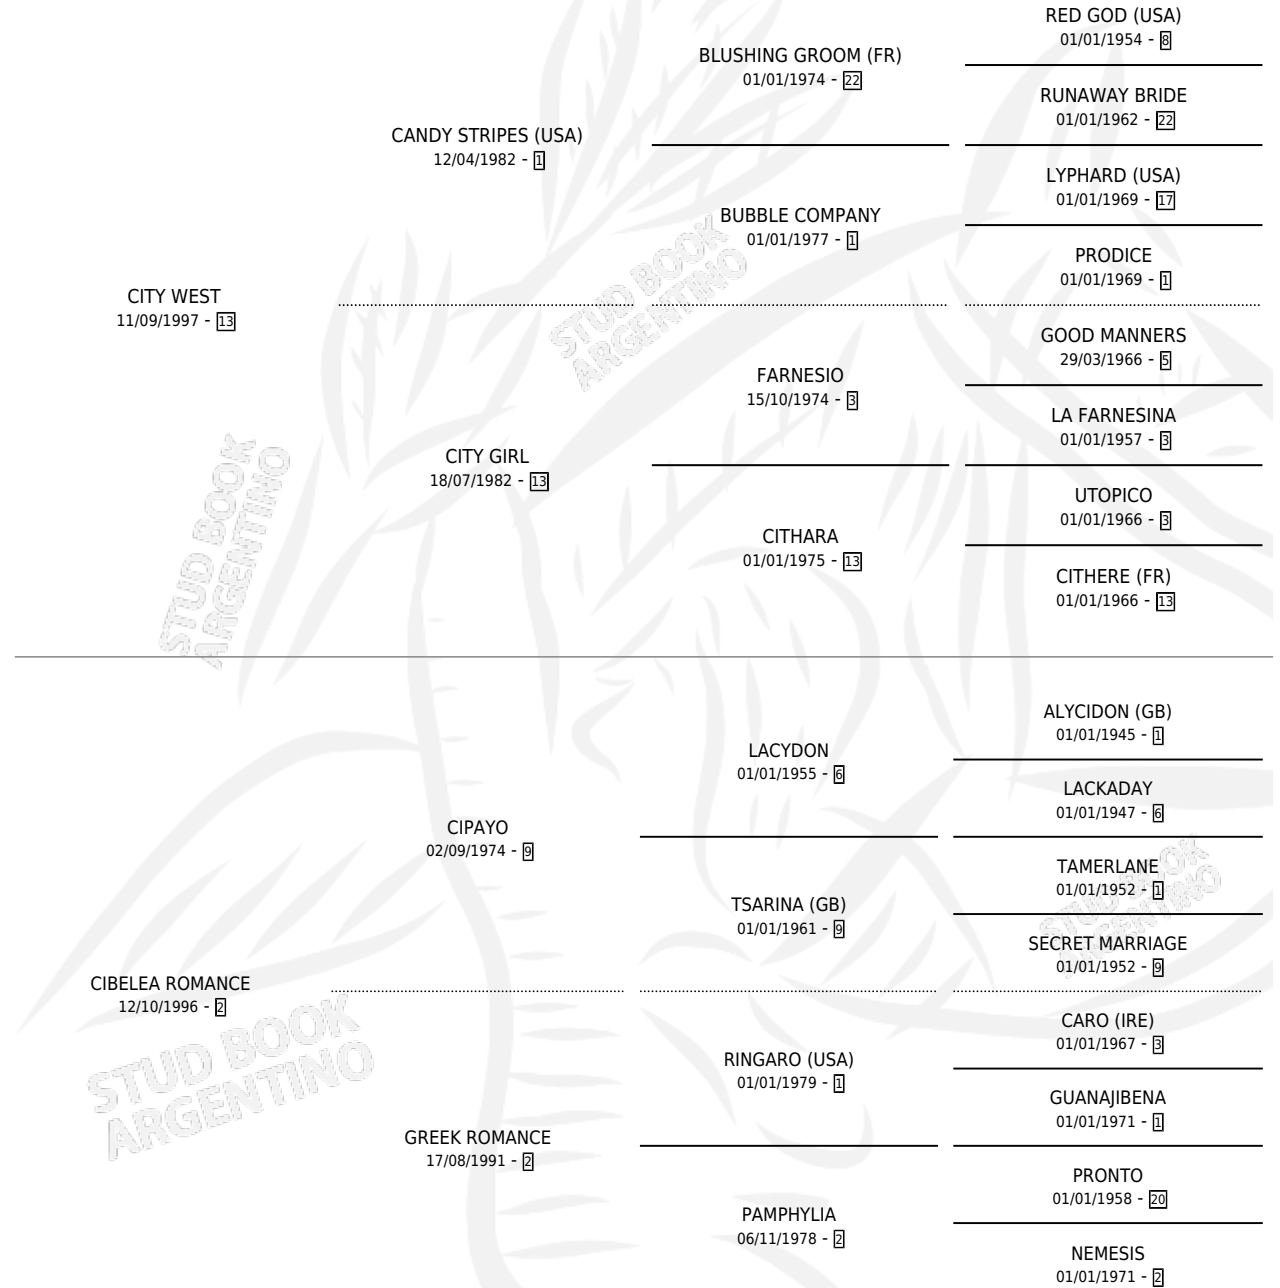 RED GOD (USA)
01/01/1954 - 8
BLUSHING GROOM (FR)
01/01/1974 - 22
RUNAWAY BRIDE
01/01/1962 - 22
CANDY STRIPES (USA)
12/04/1982 - 1
LYPHARD (USA)
01/01/1969 - 17
BUBBLE COMPANY
01/01/1977 - 1
PRODICE
01/01/1969 - 1
CITY WEST
11/09/1997 - 13
STUD BOOK
ARGENTINO
GOOD MANNERS
29/03/1966 - 5
FARNESIO
15/10/1974 - 3
LA FARNESINA
01/01/1957 - 3
CITY GIRL
18/07/1982 - 13
UTOPICO
01/01/1966 - 3
CITHARA
01/01/1975 - 13
CITHERE (FR)
01/01/1966 - 13
STUD BOOK
ARGENTINO
ALYCIDON (GB)
01/01/1945 - 1
LACYDON
01/01/1955 - 6
LACKADAY
01/01/1947 - 6
CIPAYO
02/09/1974 - 9
TAMERLANE
01/01/1952 - 1
TSARINA (GB)
01/01/1961 - 9
STUD BOOK
ARGENTINO
SECRET MARRIAGE
01/01/1952 - 9
CIBELEA ROMANCE
12/10/1996 - 2
STUD BOOK
ARGENTINO
CARO (IRE)
01/01/1967 - 3
RINGARO (USA)
01/01/1979 - 1
GUANAJIBENA
01/01/1971 - 1
GREEK ROMANCE
17/08/1991 - 2
PRONTO
01/01/1958 - 20
PAMPHYLIA
06/11/1978 - 2
NEMESIS
01/01/1971 - 2